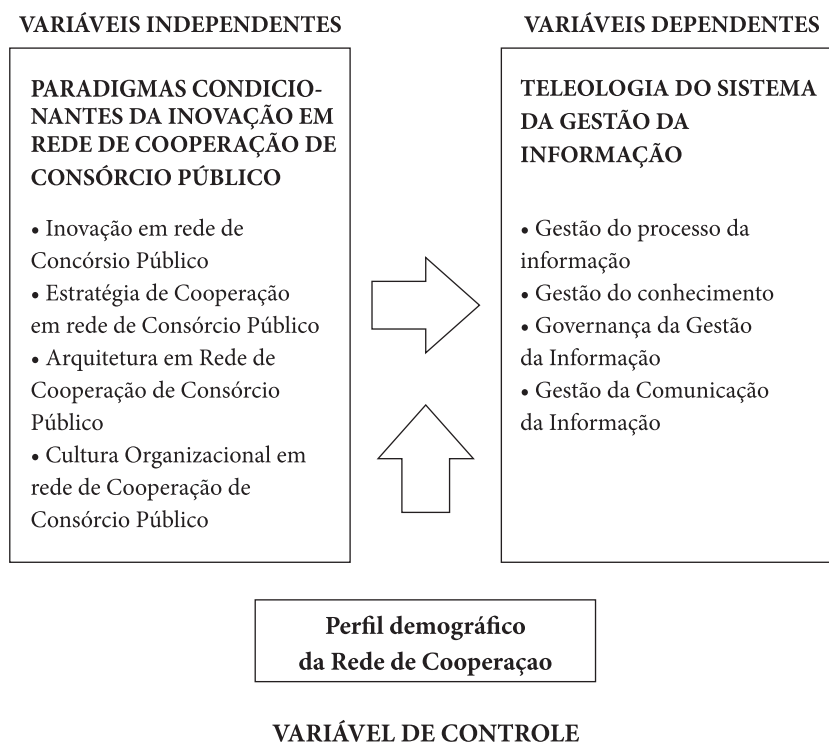 VARIÁVEIS INDEPENDENTES
PARADIGMAS CONDICIO-
NANTES DA INOVAÇÃO EM
REDE DE COOPERAÇÃO DE
CONSÓRCIO PÚBLICO
• Inovação em rede de
Concórsio Público
• Estratégia de Cooperação
em rede de Consórcio Público
• Arquitetura em Rede de
Cooperação de Consórcio
Público
• Cultura Organizacional em
rede de Cooperação de
Consórcio Público
VARIÁVEIS DEPENDENTES
TELEOLOGIA DO SISTEMA
DA GESTÃO DA
INFORMAÇÃO
• Gestão do processo da
informação
• Gestão do conhecimento
• Governança da Gestão
da Informação
• Gestão da Comunicação
da Informação
Perfil demográfico
da Rede de Cooperaçao
VARIÁVEL DE CONTROLE